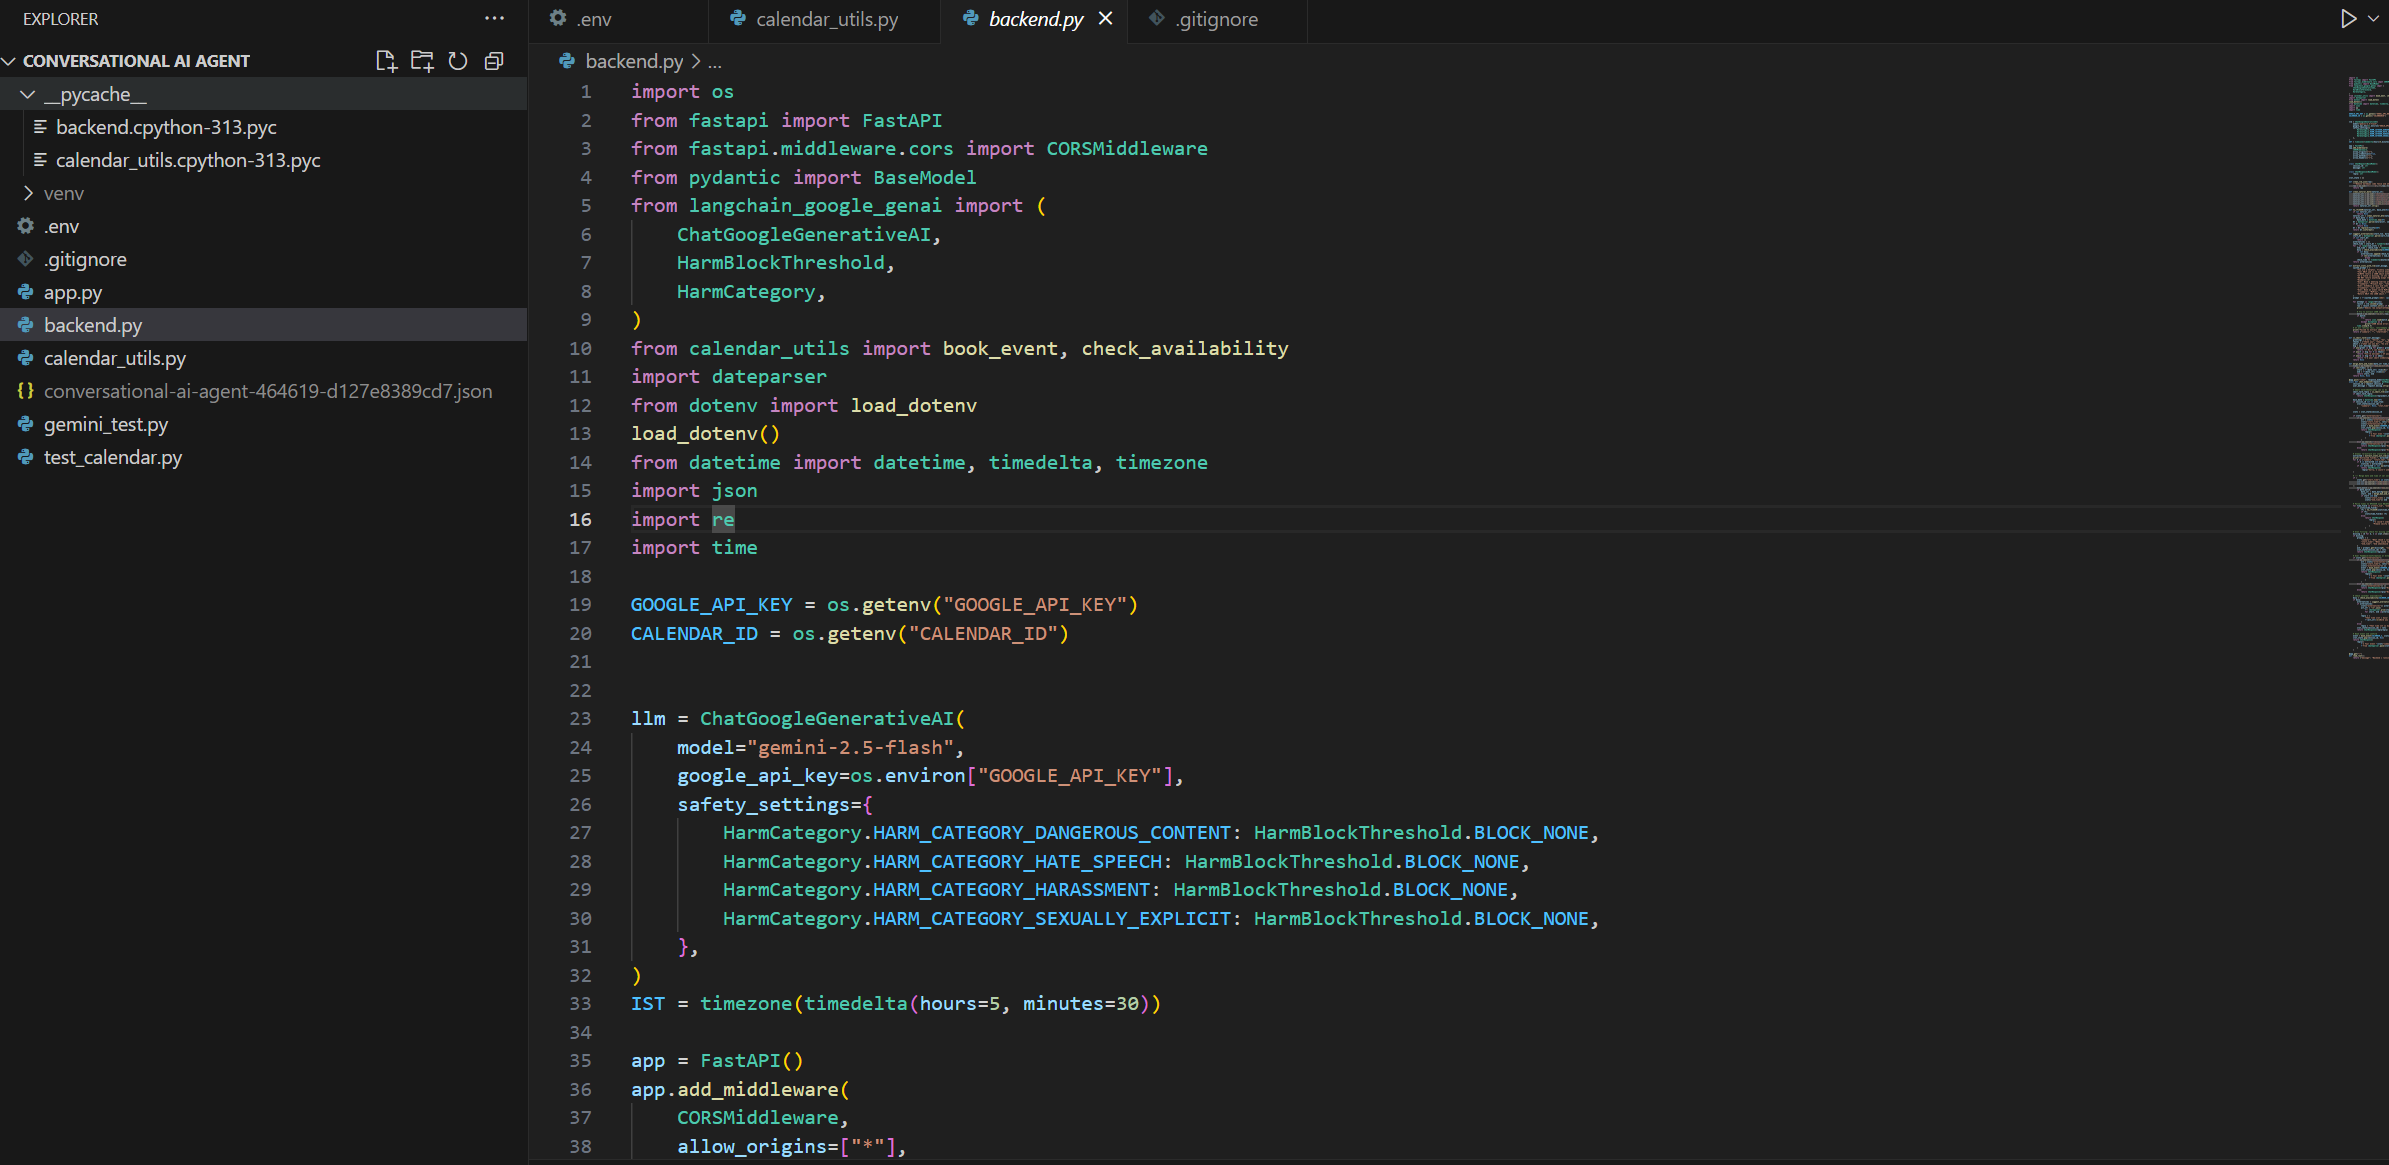 EXPLORER
CONVERSATIONAL AI AGENT
__pycache__
backend.cpython-313.pyc
calendar_utils.cpython-313.pyc
venv
.env
.gitignore
app.py
backend.py
calendar_utils.py
{} conversational-ai-agent-464619-d127e8389cd7.json
gemini_test.py
test_calendar.py
.env
calendar_utils.py
backend.py
.gitignore
backend.py > ...
1 import os
2 from fastapi import FastAPI
3 from fastapi.middleware.cors import CORSMiddleware
4 from pydantic import BaseModel
5 from langchain_google_genai import (
6     ChatGoogleGenerativeAI,
7     HarmBlockThreshold,
8     HarmCategory,
9 )
10 from calendar_utils import book_event, check_availability
11 import dateparser
12 from dotenv import load_dotenv
13 load_dotenv()
14 from datetime import datetime, timedelta, timezone
15 import json
16 import re
17 import time
18
19 GOOGLE_API_KEY = os.getenv("GOOGLE_API_KEY")
20 CALENDAR_ID = os.getenv("CALENDAR_ID")
21
22
23 llm = ChatGoogleGenerativeAI(
24     model="gemini-2.5-flash",
25     google_api_key=os.environ["GOOGLE_API_KEY"],
26     safety_settings={
27         HarmCategory.HARM_CATEGORY_DANGEROUS_CONTENT: HarmBlockThreshold.BLOCK_NONE,
28         HarmCategory.HARM_CATEGORY_HATE_SPEECH: HarmBlockThreshold.BLOCK_NONE,
29         HarmCategory.HARM_CATEGORY_HARASSMENT: HarmBlockThreshold.BLOCK_NONE,
30         HarmCategory.HARM_CATEGORY_SEXUALLY_EXPLICIT: HarmBlockThreshold.BLOCK_NONE,
31     },
32 )
33 IST = timezone(timedelta(hours=5, minutes=30))
34
35 app = FastAPI()
36 app.add_middleware(
37     CORSMiddleware,
38     allow_origins=["*"],